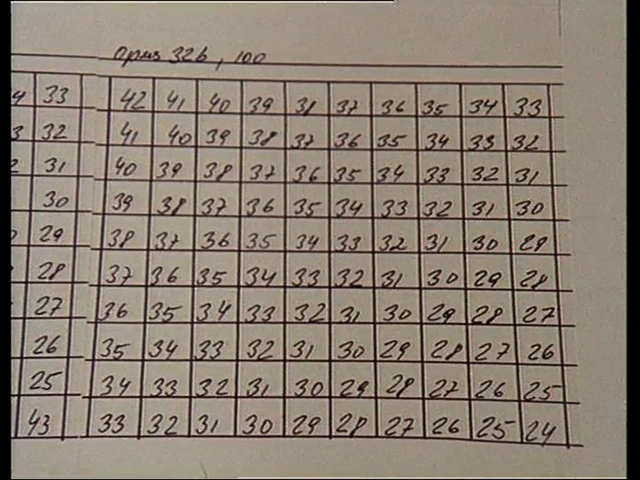 Opus 32b, 100
4 33 42 41 40 39 38 37 36 35 34 33
3 32 41 40 39 38 37 36 35 34 33 32
2 31 40 39 38 37 36 35 34 33 32 31
30 39 38 37 36 35 34 33 32 31 30
29 38 37 36 35 34 33 32 31 30 29
28 37 36 35 34 33 32 31 30 29 28
27 36 35 34 33 32 31 30 29 28 27
26 35 34 33 32 31 30 29 28 27 26
25 34 33 32 31 30 29 28 27 26 25
43 33 32 31 30 29 28 27 26 25 24